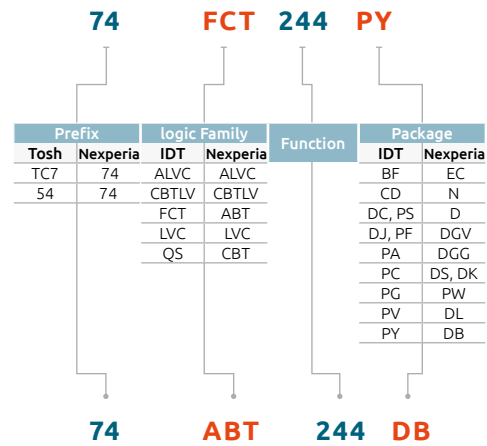 74 FCT 244 PY
Prefix logic Family Function Package
Tosh Nexperia IDT Nexperia IDT Nexperia
TC7 74 ALVC ALVC BF EC
54 74 CBTLV CBTLV CD N
FCT ABT DC, PS D
LVC LVC DJ, PF DGV
QS CBT PA DGG
PC DS, DK
PG PW
PV DL
PY DB
74 ABT 244 DB